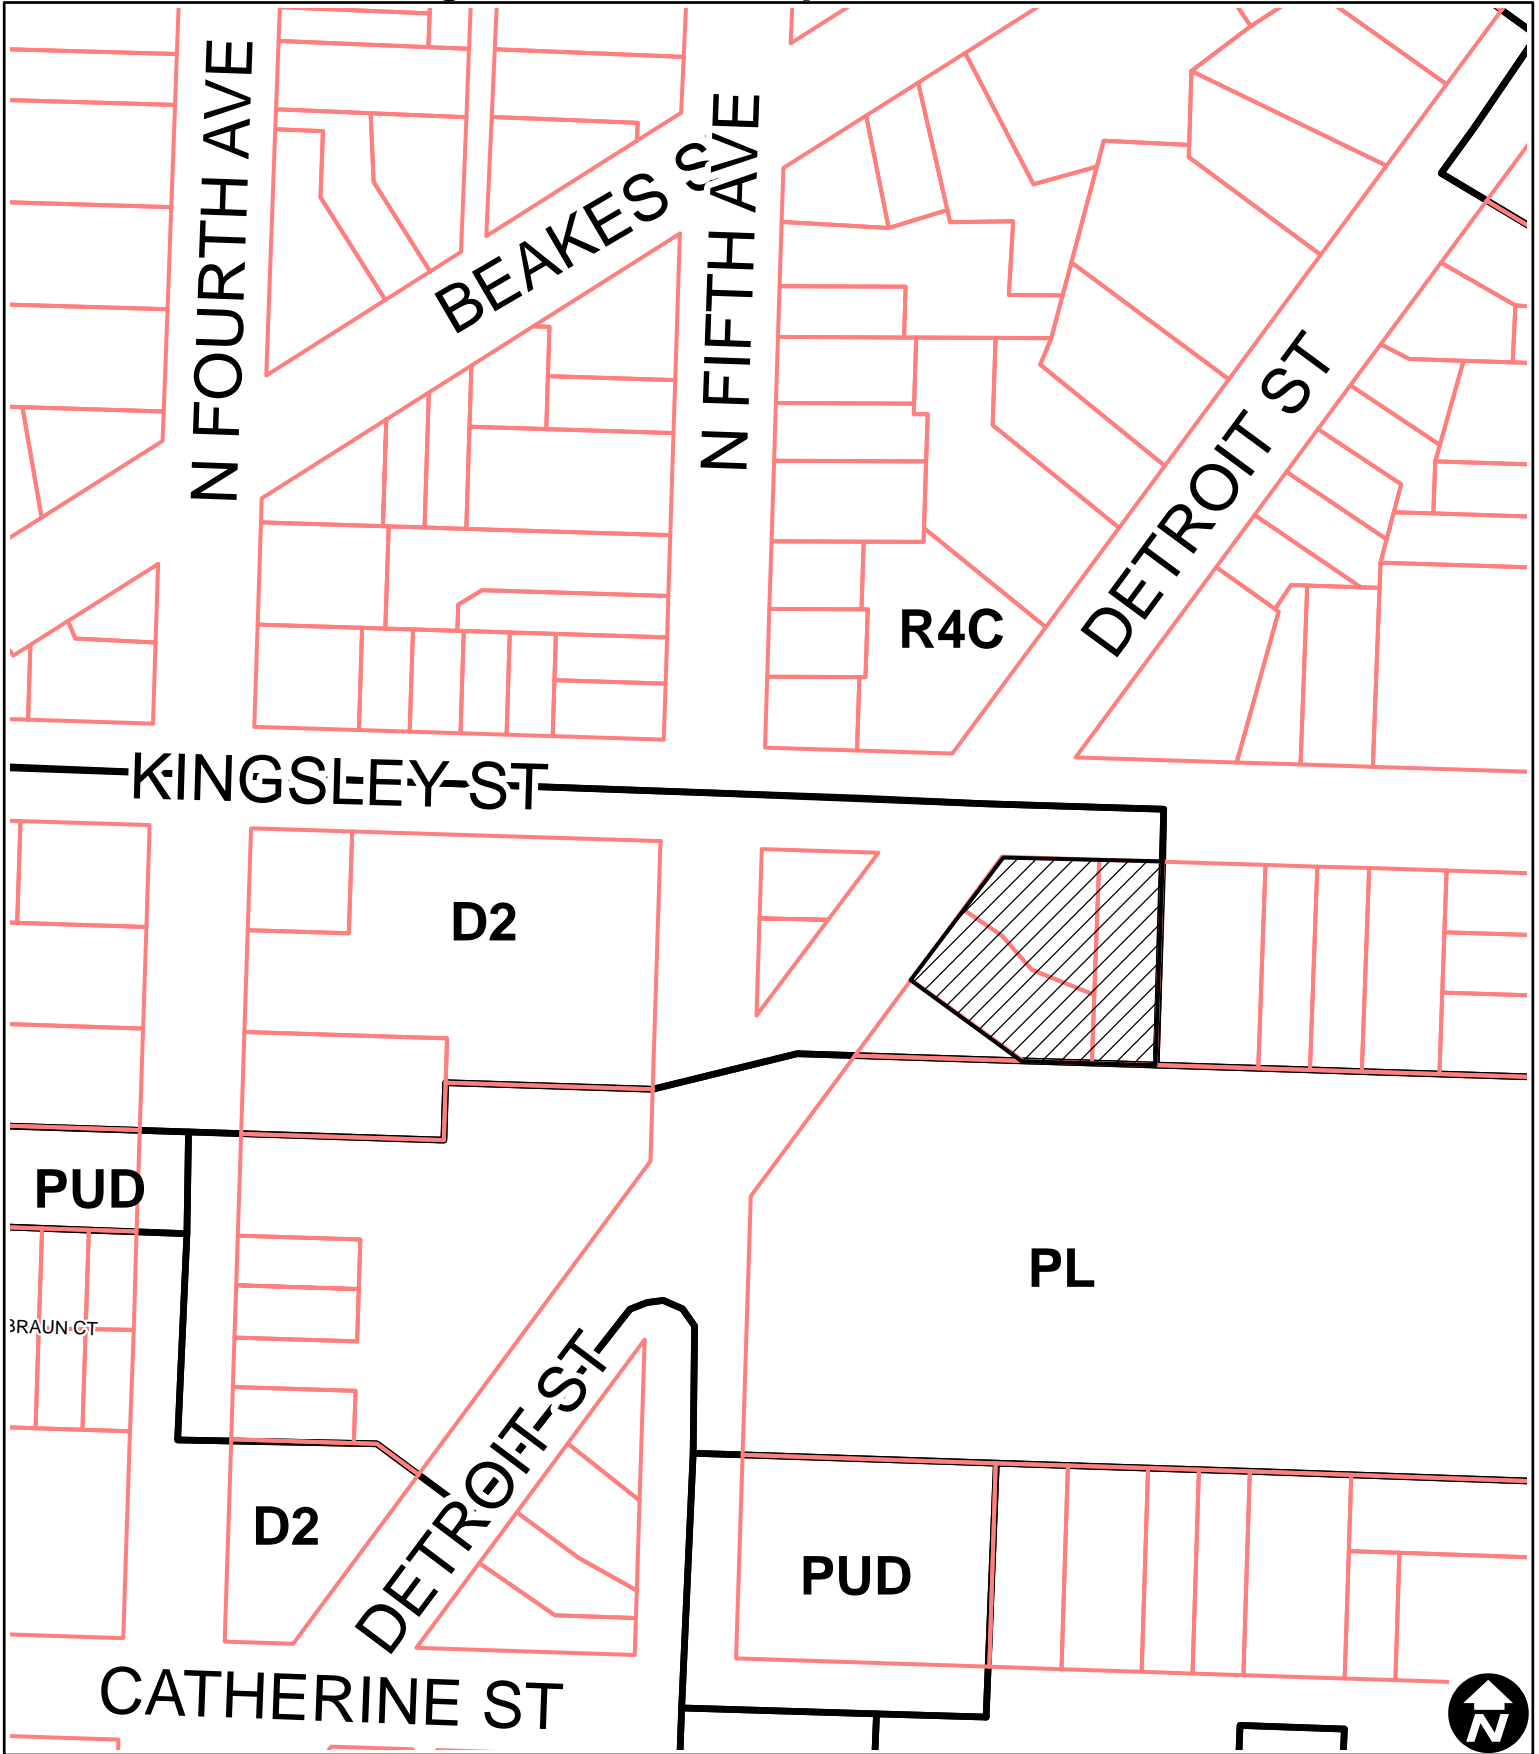 N FOURTH AVE
BEAKES S
N FIFTH AVE
DETROIT ST
R4C
KINGSLEY ST
D2
PUD
PL
BRAUN CT
DETROIT ST
D2
PUD
CATHERINE ST
N